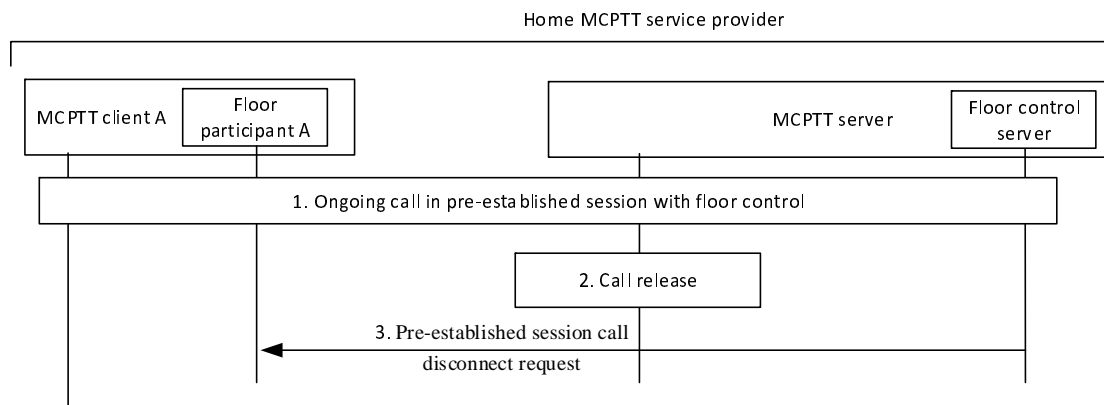 Home MCPTT service provider
MCPTT client A
Floor
participant A
MCPTT server
Floor control
server
1. Ongoing call in pre-established session with floor control
2. Call release
3. Pre-established session call
disconnect request